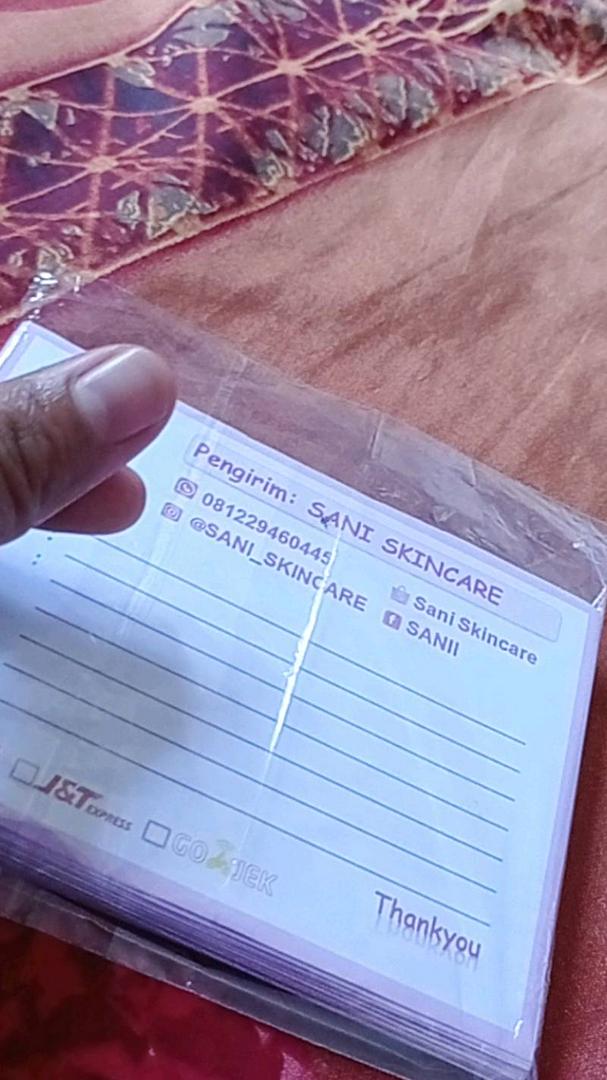 Pengirim: SANI SKINCARE
081229460445
@SANI_SKINCARE
Sani Skincare
SANII
J&T EXPRESS
GOJEK
Thankyou